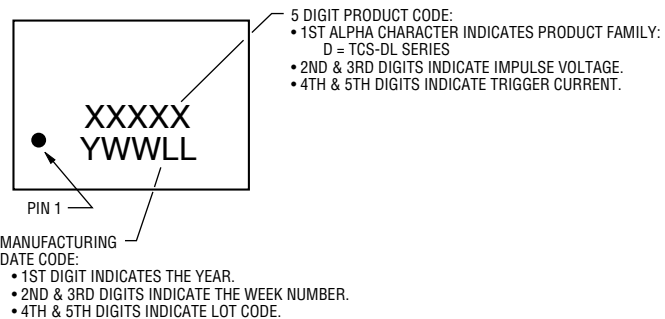 5 DIGIT PRODUCT CODE:
• 1ST ALPHA CHARACTER INDICATES PRODUCT FAMILY:
D = TCS-DL SERIES
• 2ND & 3RD DIGITS INDICATE IMPULSE VOLTAGE.
• 4TH & 5TH DIGITS INDICATE TRIGGER CURRENT.
XXXXX
YWWLL
PIN 1
MANUFACTURING
DATE CODE:
• 1ST DIGIT INDICATES THE YEAR.
• 2ND & 3RD DIGITS INDICATE THE WEEK NUMBER.
• 4TH & 5TH DIGITS INDICATE LOT CODE.